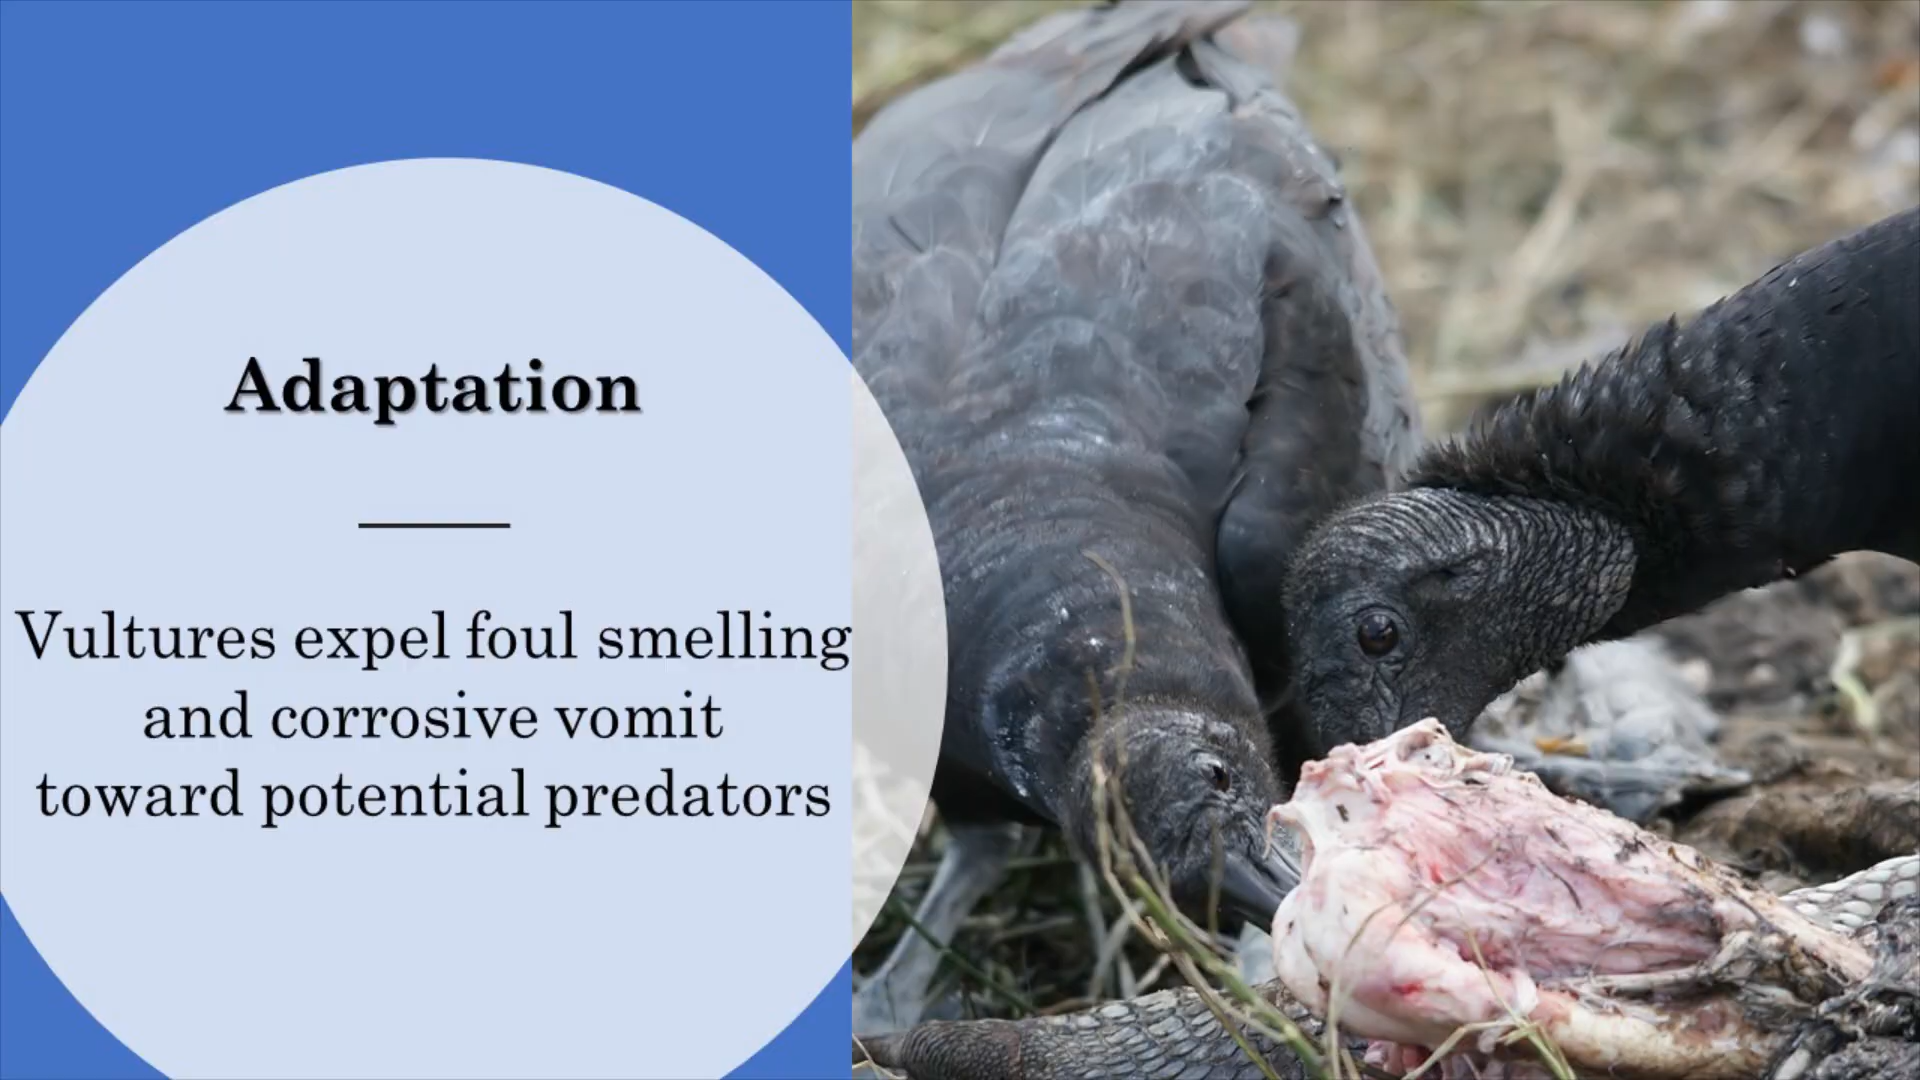 Adaptation
Vultures expel foul smelling
and corrosive vomit
toward potential predators